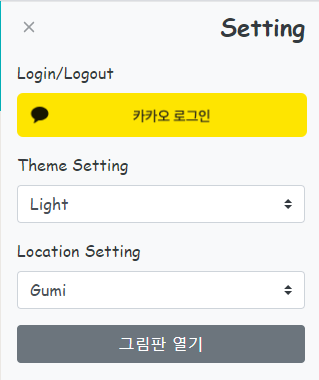 Setting
Login/Logout
카카오 로그인
Theme Setting
Light
Location Setting
Gumi
그림판 열기